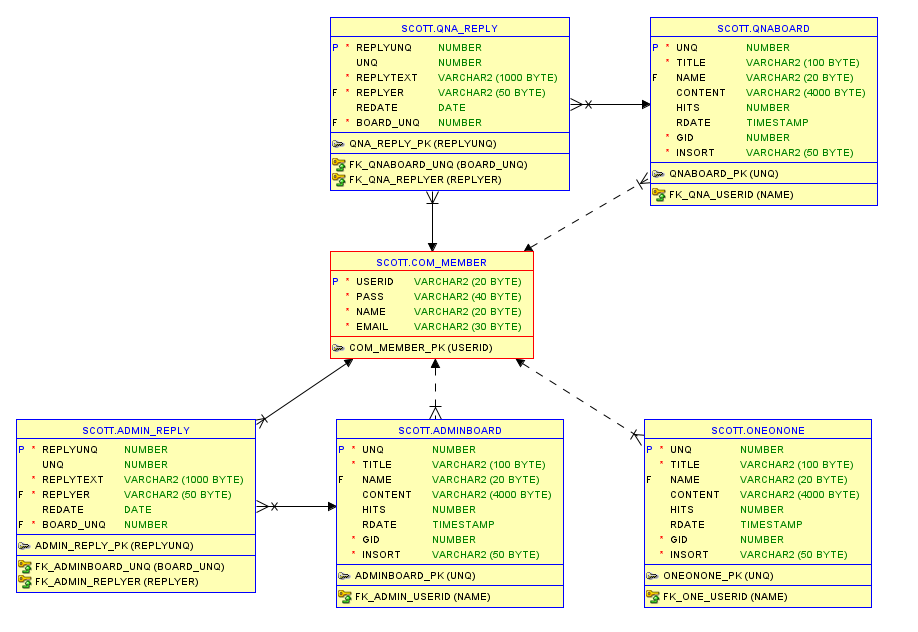 SCOTT.QNA_REPLY
P * REPLYUNQ NUMBER
UNQ NUMBER
* REPLYTEXT VARCHAR2 (1000 BYTE)
F * REPLYER VARCHAR2 (50 BYTE)
REDATE DATE
F * BOARD_UNQ NUMBER
QNA_REPLY_PK (REPLYUNQ)
FK_QNABOARD_UNQ (BOARD_UNQ)
FK_QNA_REPLYER (REPLYER)
SCOTT.QNABOARD
P * UNQ NUMBER
* TITLE VARCHAR2 (100 BYTE)
F NAME VARCHAR2 (20 BYTE)
CONTENT VARCHAR2 (4000 BYTE)
HITS NUMBER
RDATE TIMESTAMP
* GID NUMBER
* INSORT VARCHAR2 (50 BYTE)
QNABOARD_PK (UNQ)
FK_QNA_USERID (NAME)
SCOTT.COM_MEMBER
P * USERID VARCHAR2 (20 BYTE)
* PASS VARCHAR2 (40 BYTE)
* NAME VARCHAR2 (20 BYTE)
* EMAIL VARCHAR2 (30 BYTE)
COM_MEMBER_PK (USERID)
SCOTT.ADMIN_REPLY
P * REPLYUNQ NUMBER
UNQ NUMBER
* REPLYTEXT VARCHAR2 (1000 BYTE)
F * REPLYER VARCHAR2 (50 BYTE)
REDATE DATE
F * BOARD_UNQ NUMBER
ADMIN_REPLY_PK (REPLYUNQ)
FK_ADMINBOARD_UNQ (BOARD_UNQ)
FK_ADMIN_REPLYER (REPLYER)
SCOTT.ADMINBOARD
P * UNQ NUMBER
* TITLE VARCHAR2 (100 BYTE)
F NAME VARCHAR2 (20 BYTE)
CONTENT VARCHAR2 (4000 BYTE)
HITS NUMBER
RDATE TIMESTAMP
* GID NUMBER
* INSORT VARCHAR2 (50 BYTE)
ADMINBOARD_PK (UNQ)
FK_ADMIN_USERID (NAME)
SCOTT.ONEONONE
P * UNQ NUMBER
* TITLE VARCHAR2 (100 BYTE)
F NAME VARCHAR2 (20 BYTE)
CONTENT VARCHAR2 (4000 BYTE)
HITS NUMBER
RDATE TIMESTAMP
* GID NUMBER
* INSORT VARCHAR2 (50 BYTE)
ONEONONE_PK (UNQ)
FK_ONE_USERID (NAME)